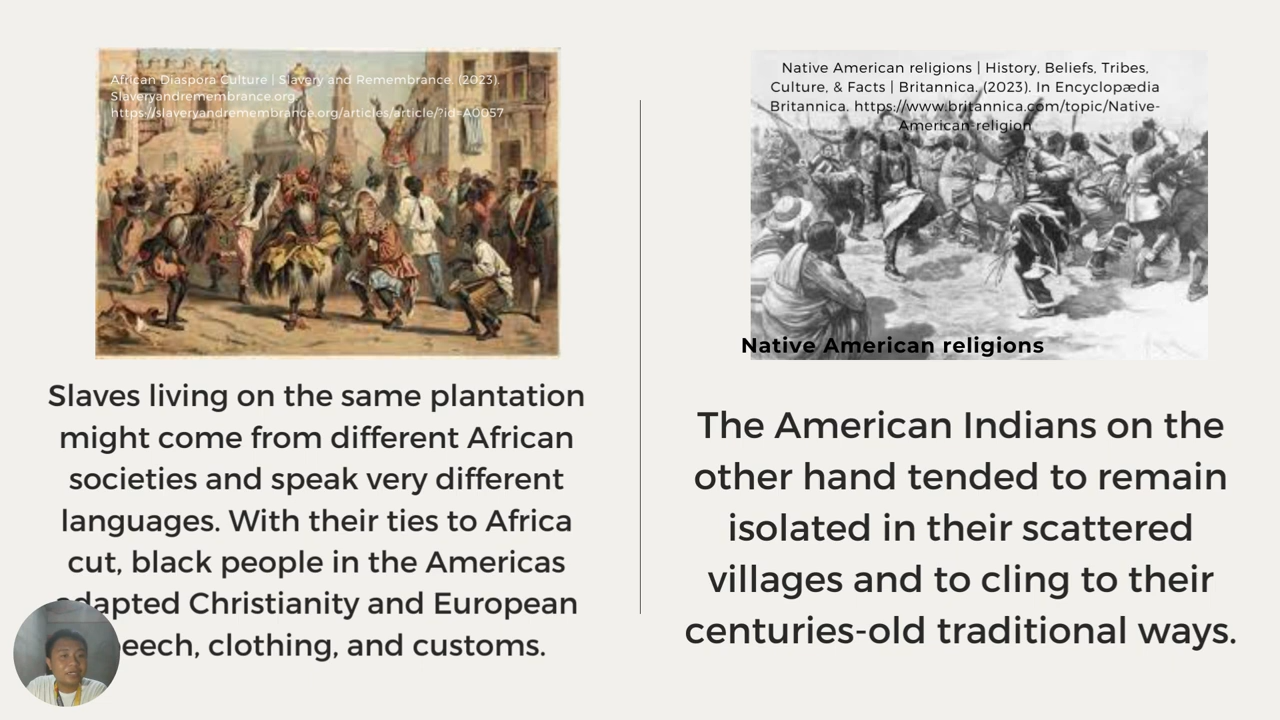 African Diaspora Culture | Slavery and Remembrance. (2023).
Slaveryandremembrance.org.
https://slaveryandremembrance.org/articles/article/?id=A0057
Slaves living on the same plantation
might come from different African
societies and speak very different
languages. With their ties to Africa
cut, black people in the Americas
adapted Christianity and European
speech, clothing, and customs.
Native American religions | History, Beliefs, Tribes,
Culture, & Facts | Britannica. (2023). In Encyclopædia
Britannica. https://www.britannica.com/topic/Native-
American-religion
Native American religions
The American Indians on the
other hand tended to remain
isolated in their scattered
villages and to cling to their
centuries-old traditional ways.